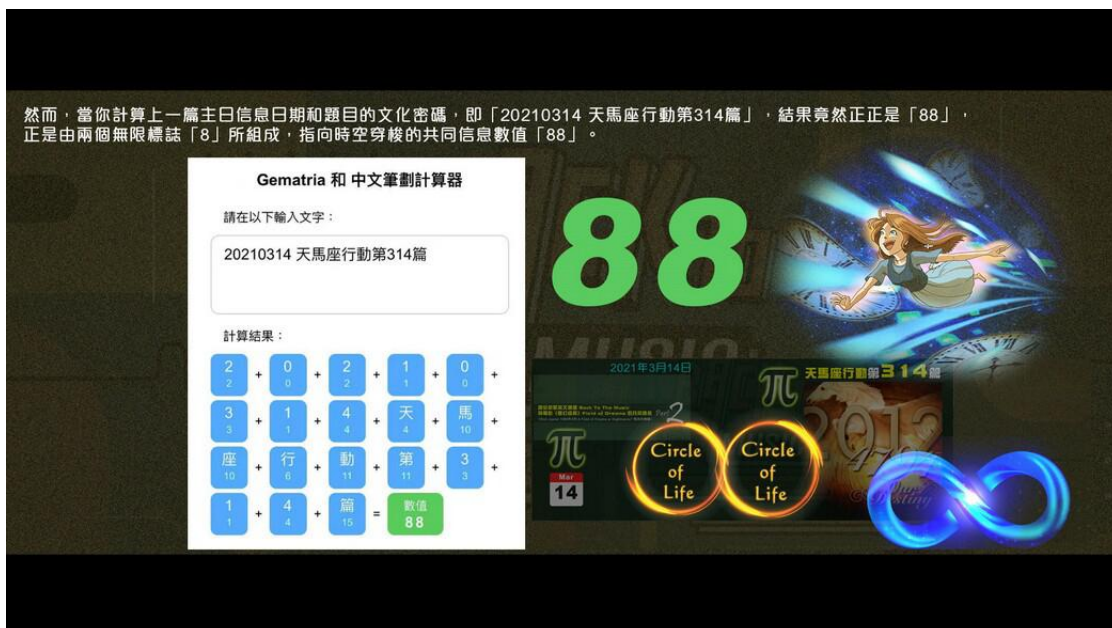 然而，當你計算上一篇主日信息日期和題目的文化密碼，即「20210314 天馬座行動第314篇」，結果竟然正正是「88」，
正是由兩個無限標誌「8」所組成，指向時空穿梭的共同信息數值「88」。
Gematria 和 中文筆劃計算器
請在以下輸入文字：
20210314 天馬座行動第314篇
計算結果：
2 + 0 + 2 + 1 + 0 +
2 0 2 1 0
3 + 1 + 4 + 天 + 馬 +
3 1 4 4 10
座 + 行 + 動 + 第 + 3 +
10 6 11 11 3
1 + 4 + 篇 = 數值
1 4 15 88
88
MUSIC
2021年3月14日
π 天馬座行動第314篇
Part 2
2012
π
Mar
14
Circle
of
Life
Circle
of
Life